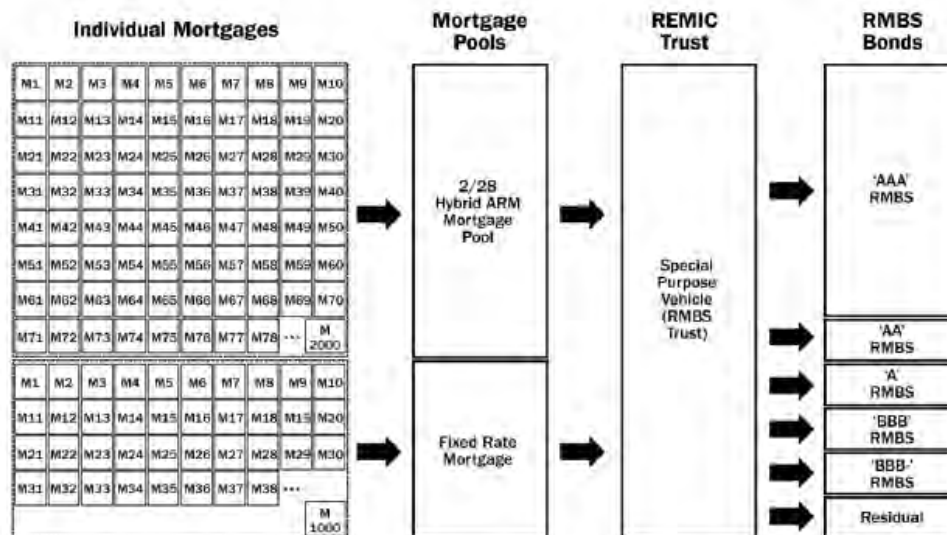 Individual Mortgages
Mortgage
Pools
REMIC
Trust
RMBS
Bonds
M1 M2 M3 M4 M5 M6 M7 M8 M9 M10
M11 M12 M13 M14 M15 M16 M17 M18 M19 M20
M21 M22 M23 M24 M25 M26 M27 M28 M29 M30
M31 M32 M33 M34 M35 M36 M37 M38 M39 M40
M41 M42 M43 M44 M45 M46 M47 M48 M49 M50
M51 M52 M53 M54 M55 M56 M57 M58 M59 M60
M61 M62 M63 M64 M65 M66 M67 M68 M69 M70
M71 M72 M73 M74 M75 M76 M77 M78 ··· M
2000
M1 M2 M3 M4 M5 M6 M7 M8 M9 M10
M11 M12 M13 M14 M15 M16 M17 M18 M19 M20
M21 M22 M23 M24 M25 M26 M27 M28 M29 M30
M31 M32 M33 M34 M35 M36 M37 M38 ···
M
1000
2/28
Hybrid ARM
Mortgage
Pool
Fixed Rate
Mortgage
Special
Purpose
Vehicle
(RMBS
Trust)
'AAA'
RMBS
'AA'
RMBS
'A'
RMBS
'BBB'
RMBS
'BBB-'
RMBS
Residual